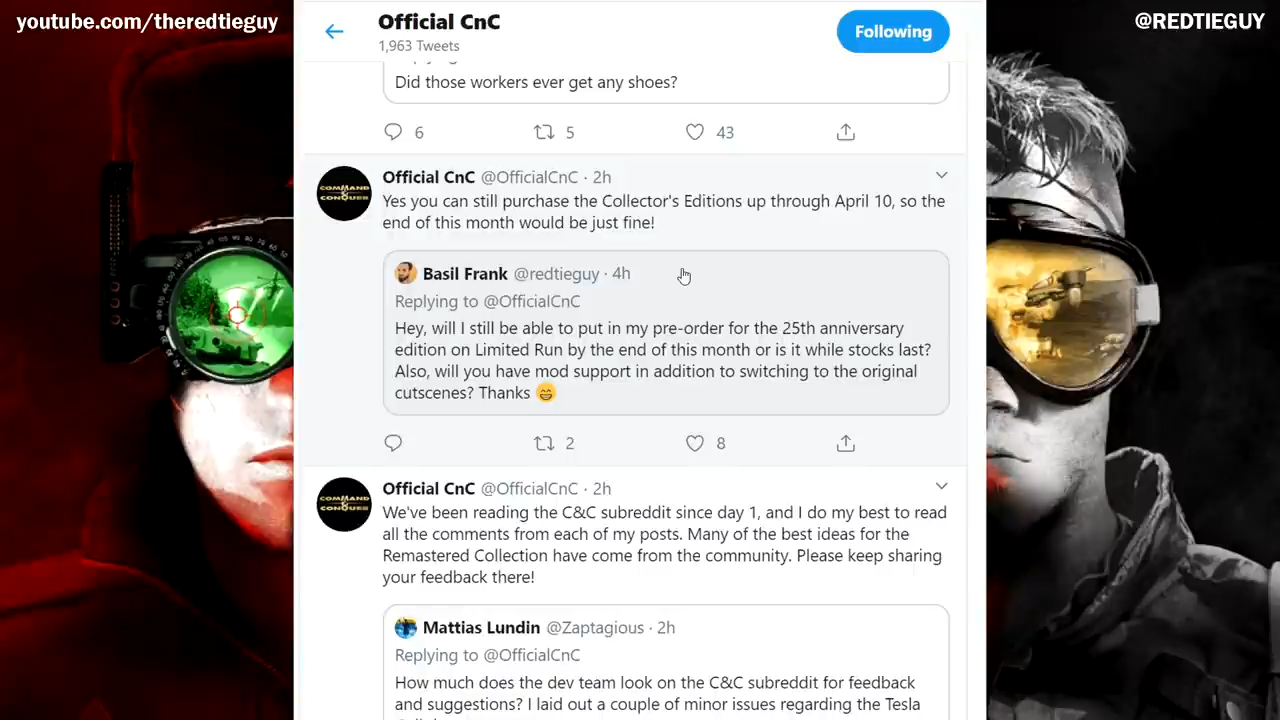 youtube.com/theredtieguy
@REDTIEGUY
Official CnC
1,963 Tweets
Following
Did those workers ever get any shoes?
6 5 43
Official CnC @OfficialCnC · 2h
Yes you can still purchase the Collector's Editions up through April 10, so the
end of this month would be just fine!
Basil Frank @redtieguy · 4h
Replying to @OfficialCnC
Hey, will I still be able to put in my pre-order for the 25th anniversary
edition on Limited Run by the end of this month or is it while stocks last?
Also, will you have mod support in addition to switching to the original
cutscenes? Thanks 😄
2 8
Official CnC @OfficialCnC · 2h
We've been reading the C&C subreddit since day 1, and I do my best to read
all the comments from each of my posts. Many of the best ideas for the
Remastered Collection have come from the community. Please keep sharing
your feedback there!
Mattias Lundin @Zaptagious · 2h
Replying to @OfficialCnC
How much does the dev team look on the C&C subreddit for feedback
and suggestions? I laid out a couple of minor issues regarding the Tesla